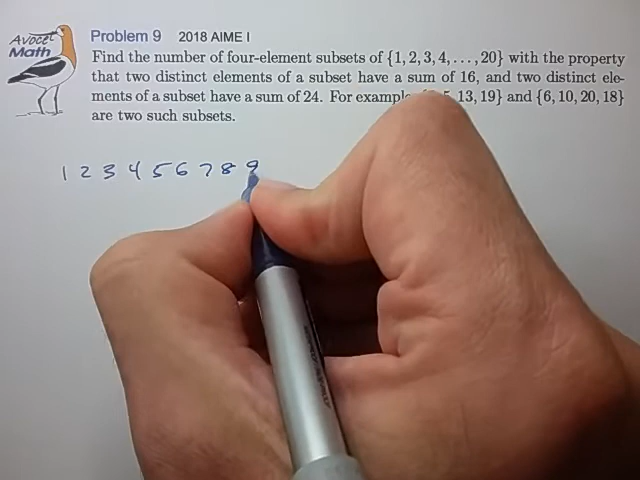 Avocet
Math
Problem 9 2018 AIME I
Find the number of four-element subsets of {1, 2, 3, 4, . . . , 20} with the property
that two distinct elements of a subset have a sum of 16, and two distinct ele-
ments of a subset have a sum of 24. For example 13, 19} and {6, 10, 20, 18}
are two such subsets.
1 2 3 4 5 6 7 8 9